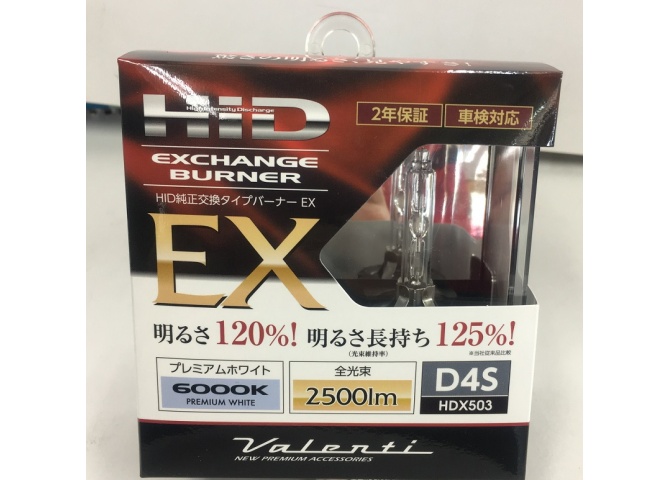 HID
High Intensity Discharge
2年保証
車検対応
EXCHANGE
BURNER
HID純正交換タイプバーナー EX
EX
明るさ120%! 明るさ長持ち125%!
(光束維持率)
※当社従来品比較
プレミアムホワイト
6000K
PREMIUM WHITE
全光束
2500lm
D4S
HDX503
Valenti
NEW PREMIUM ACCESSORIES